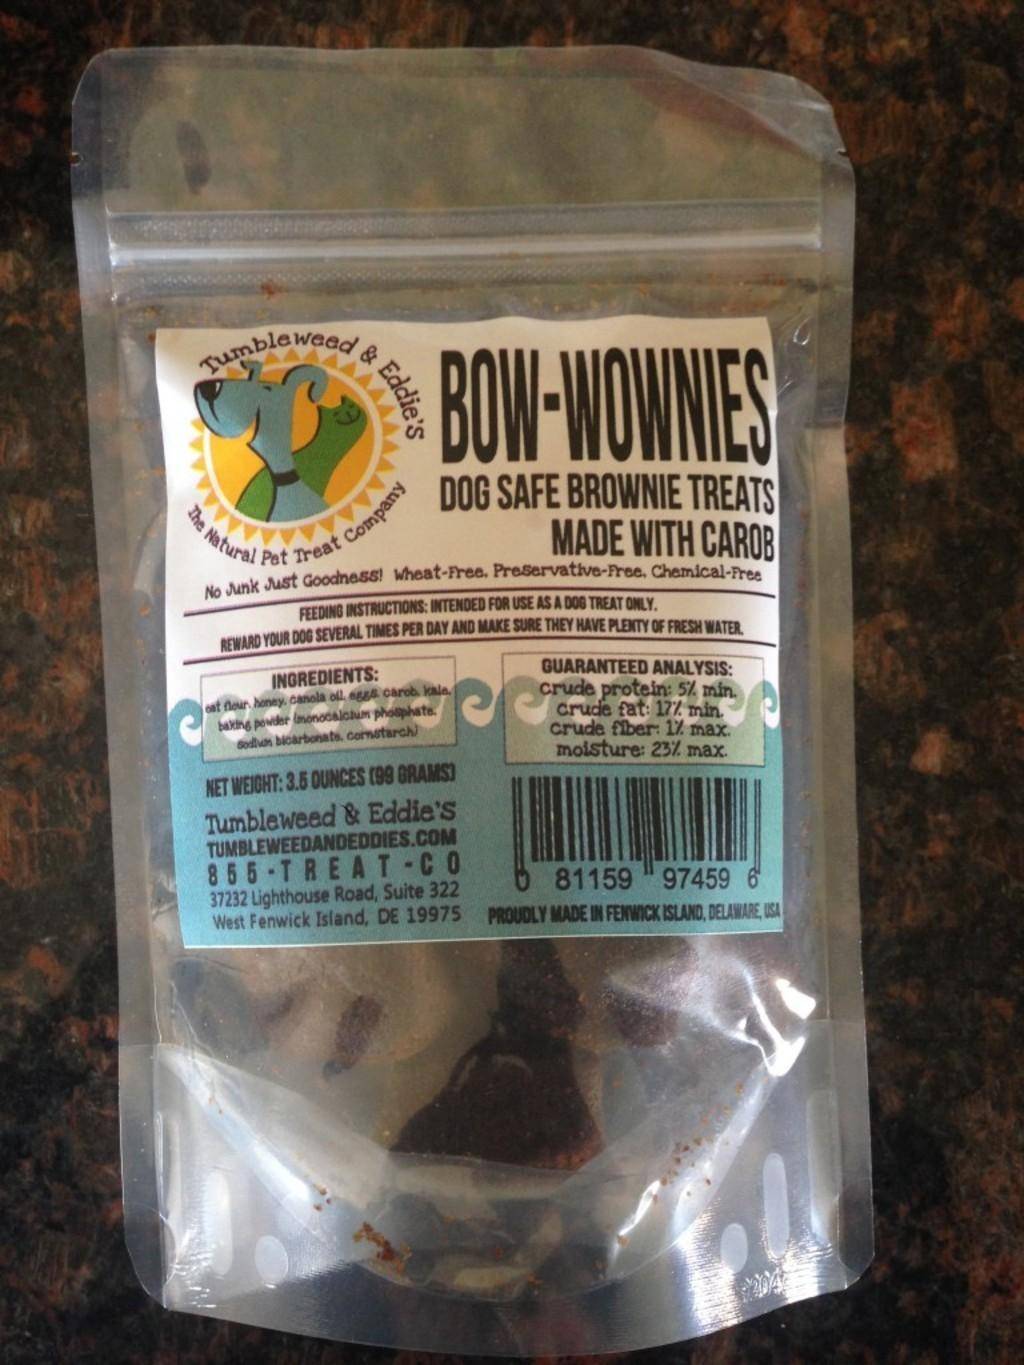 Tumbleweed & Eddie'S
The Natural Pet Treat Company
BOW-WOWNIES
DOG SAFE BROWNIE TREATS
MADE WITH CAROB
No Junk Just Goodness! Wheat-Free, Preservative-Free, Chemical-Free
FEEDING INSTRUCTIONS: INTENDED FOR USE AS A DOG TREAT ONLY.
REWARD YOUR DOG SEVERAL TIMES PER DAY AND MAKE SURE THEY HAVE PLENTY OF FRESH WATER.
INGREDIENTS:
oat flour, honey, canola oil, eggs, carob, kale,
baking powder (monocalcium phosphate,
sodium bicarbonate, cornstarch)
GUARANTEED ANALYSIS:
crude protein: 5% min.
crude fat: 17% min.
crude fiber: 1% max.
moisture: 23% max.
NET WEIGHT: 3.5 OUNCES (99 GRAMS)
Tumbleweed & Eddie's
TUMBLEWEEDANDEDDIES.COM
855-TREAT-CO
37232 Lighthouse Road, Suite 322
West Fenwick Island, DE 19975
0 81159 97459 6
PROUDLY MADE IN FENWICK ISLAND, DELAWARE, USA